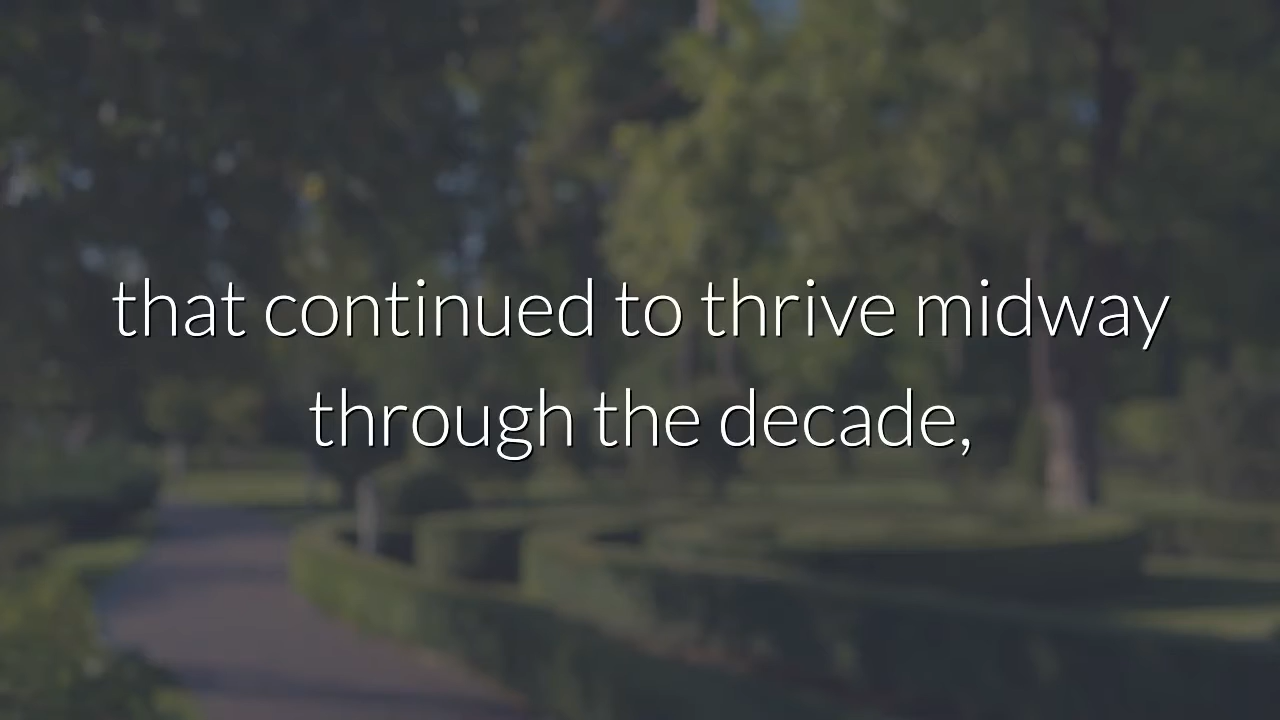 that continued to thrive midway
through the decade,